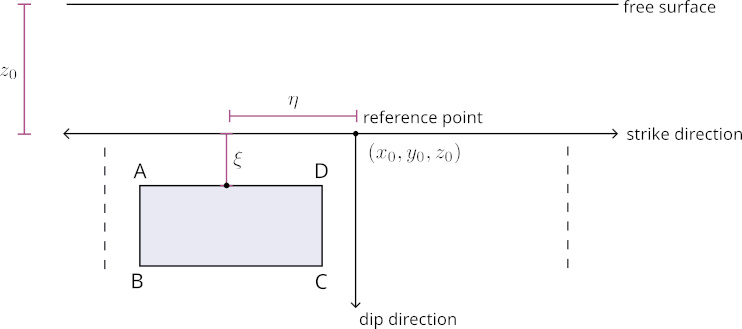 free surface
z₀
η
reference point
strike direction
(x₀, y₀, z₀)
ξ
A
D
B
C
dip direction